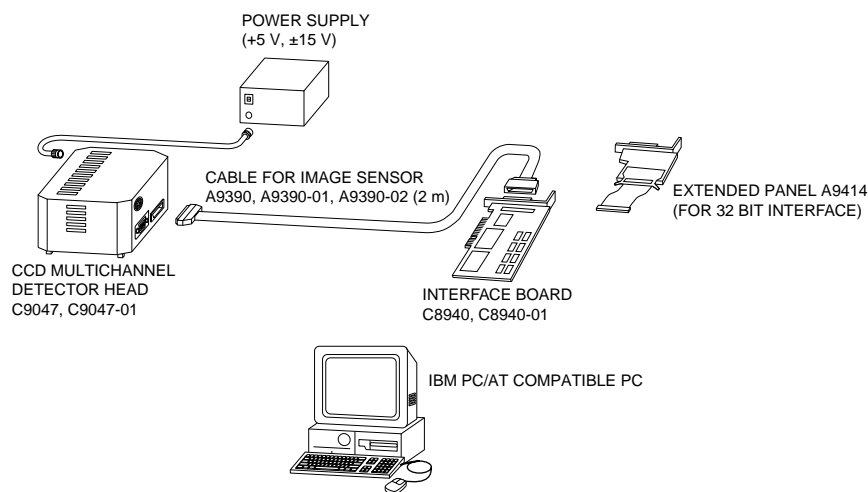 POWER SUPPLY
(+5 V, ±15 V)
CABLE FOR IMAGE SENSOR
A9390, A9390-01, A9390-02 (2 m)
EXTENDED PANEL A9414
(FOR 32 BIT INTERFACE)
CCD MULTICHANNEL
DETECTOR HEAD
C9047, C9047-01
INTERFACE BOARD
C8940, C8940-01
IBM PC/AT COMPATIBLE PC